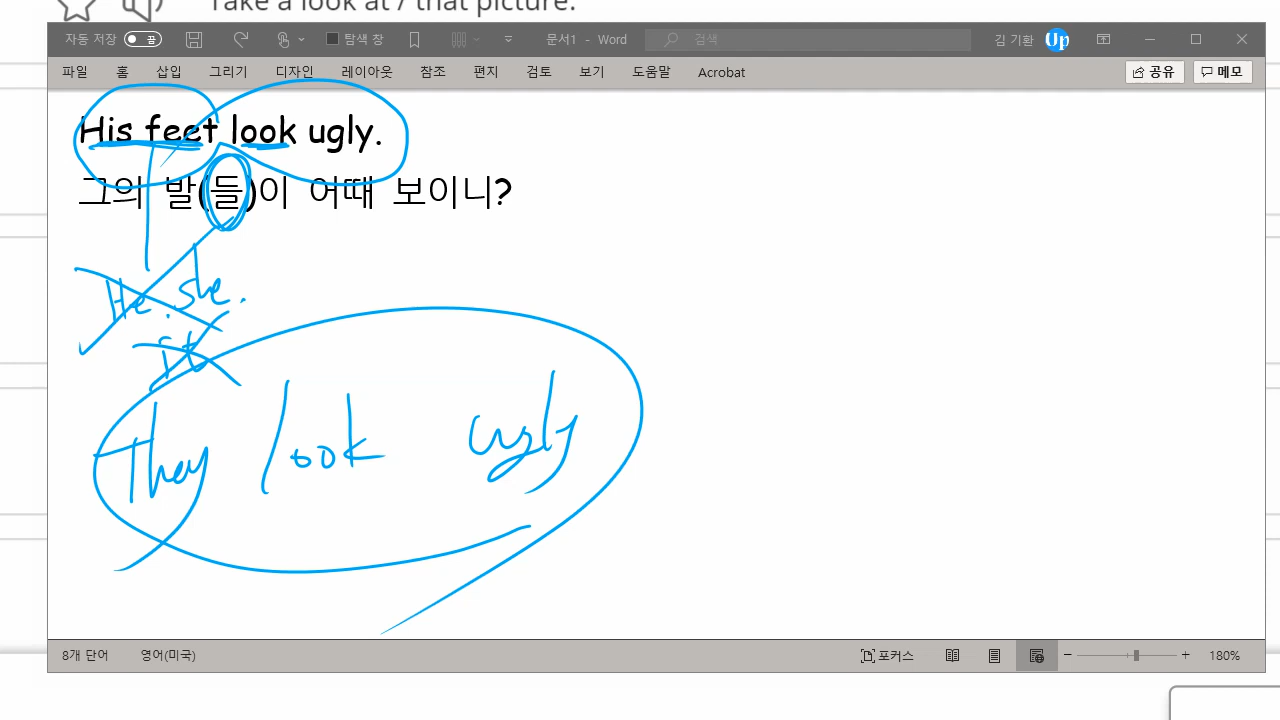 Take a look at / that picture.
자동 저장 끔 탐색 창 문서1 - Word 검색 김 기환 Up
파일 홈 삽입 그리기 디자인 레이아웃 참조 편지 검토 보기 도움말 Acrobat 공유 메모
His feet look ugly.
그의 발(들)이 어때 보이니?
He. She.
it
They look ugly
8개 단어 영어(미국) 포커스 180%